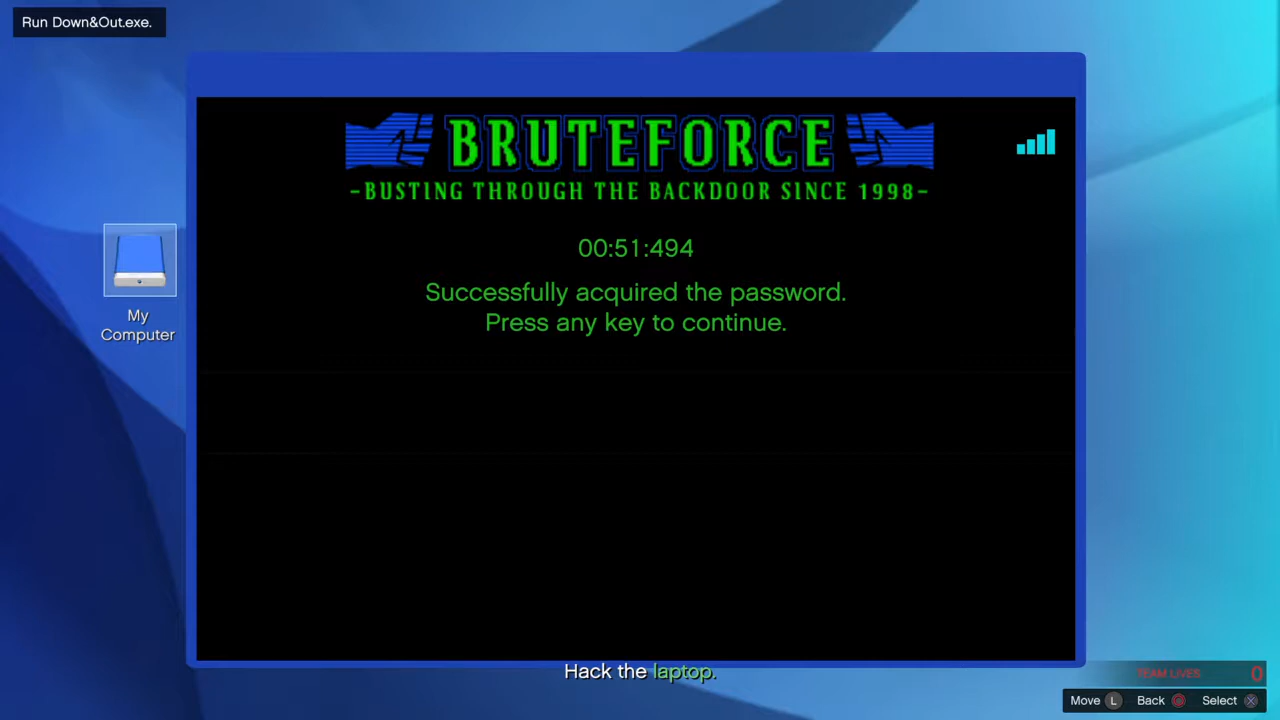 Run Down&Out.exe.
BRUTEFORCE
-BUSTING THROUGH THE BACKDOOR SINCE 1998-
00:51:494
Successfully acquired the password.
Press any key to continue.
My
Computer
Hack the laptop.
TEAM LIVES 0
Move L Back Select